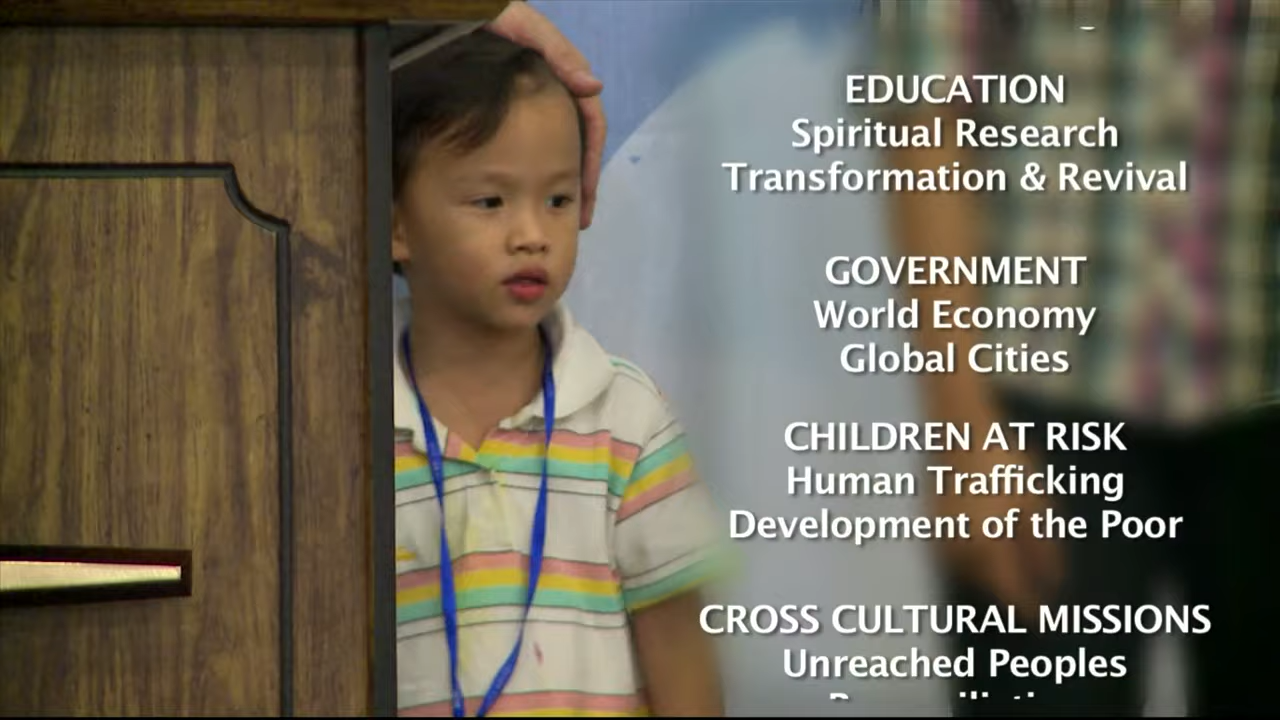 EDUCATION
Spiritual Research
Transformation & Revival
GOVERNMENT
World Economy
Global Cities
CHILDREN AT RISK
Human Trafficking
Development of the Poor
CROSS CULTURAL MISSIONS
Unreached Peoples